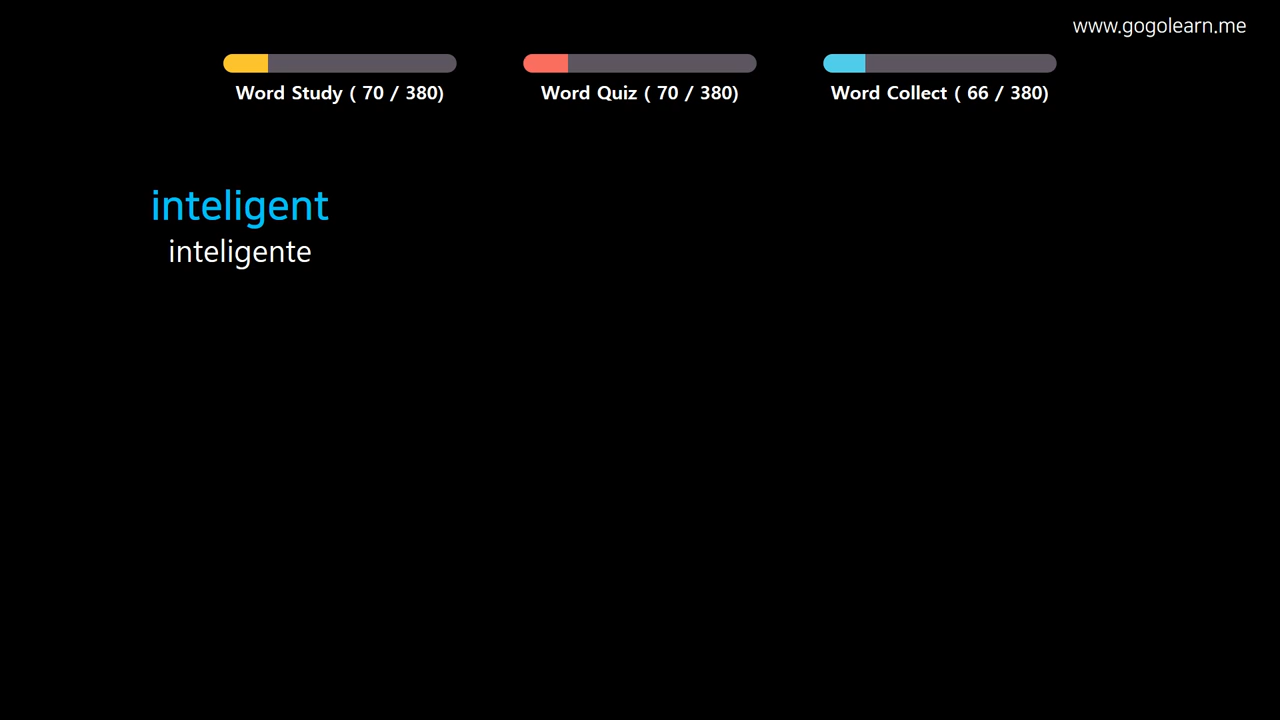 www.gogolearn.me
Word Study ( 70 / 380)
Word Quiz ( 70 / 380)
Word Collect ( 66 / 380)
inteligent
inteligente